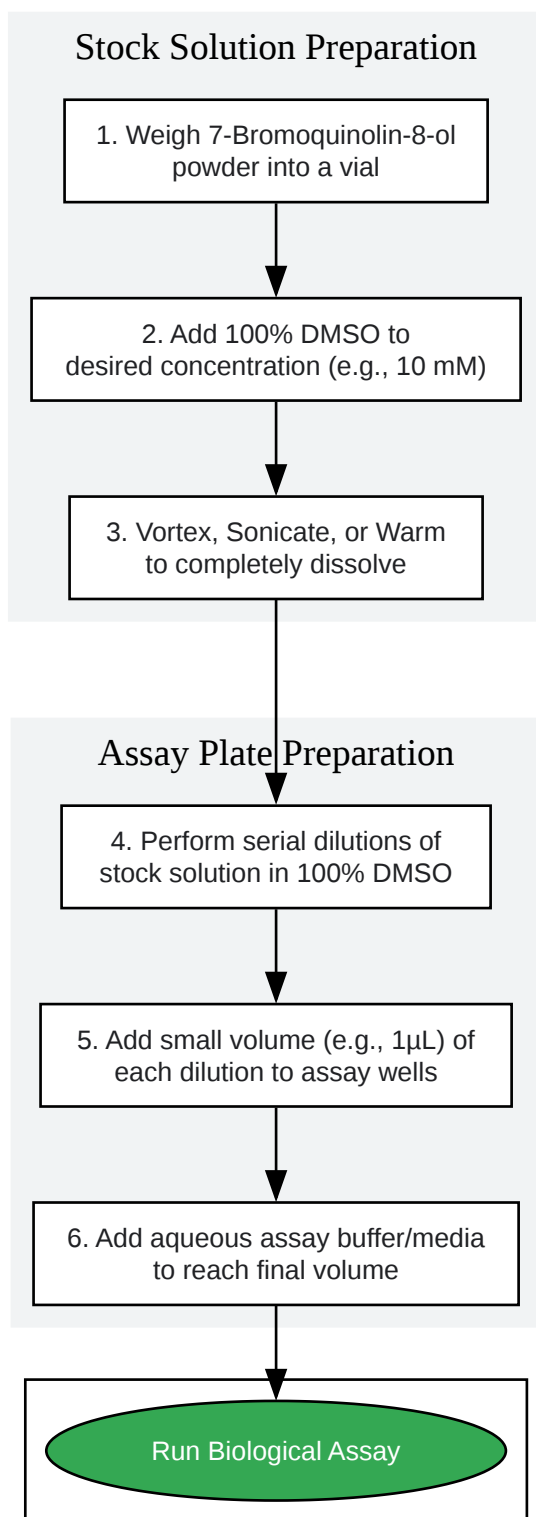 Stock Solution Preparation
1. Weigh 7-Bromoquinolin-8-ol
powder into a vial
2. Add 100% DMSO to
desired concentration (e.g., 10 mM)
3. Vortex, Sonicate, or Warm
to completely dissolve
Assay Plate Preparation
4. Perform serial dilutions of
stock solution in 100% DMSO
5. Add small volume (e.g., 1µL) of
each dilution to assay wells
6. Add aqueous assay buffer/media
to reach final volume
Run Biological Assay